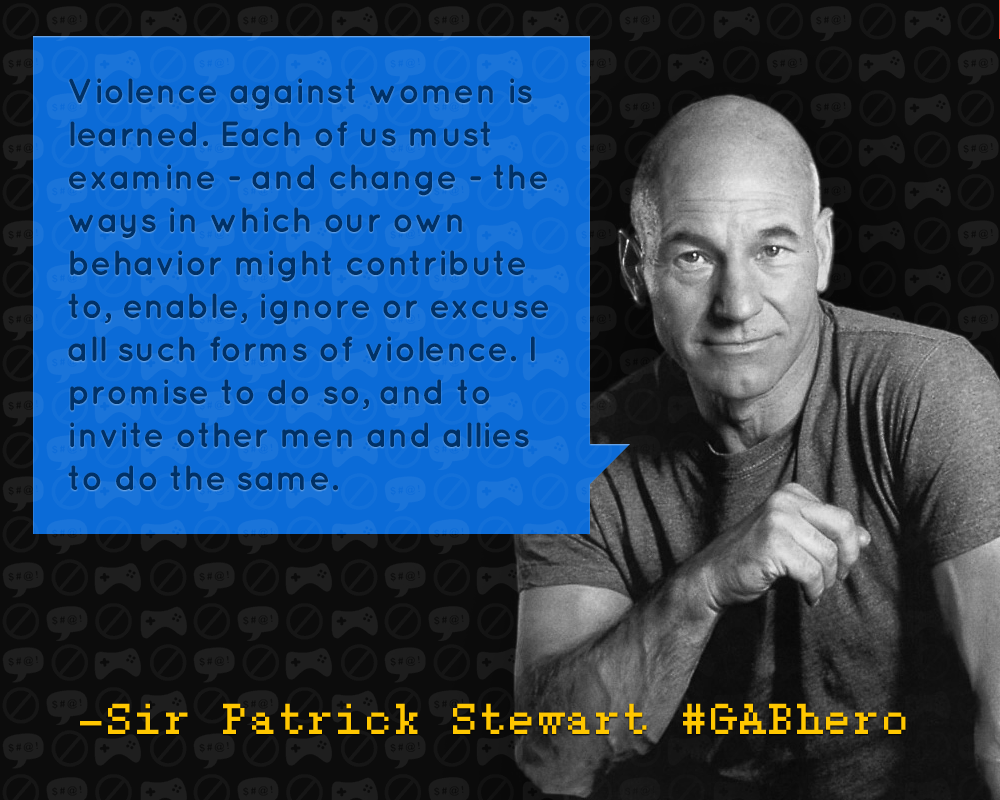 Violence against women is
learned. Each of us must
examine - and change - the
ways in which our own
behavior might contribute
to, enable, ignore or excuse
all such forms of violence. I
promise to do so, and to
invite other men and allies
to do the same.
-Sir Patrick Stewart #GABhero